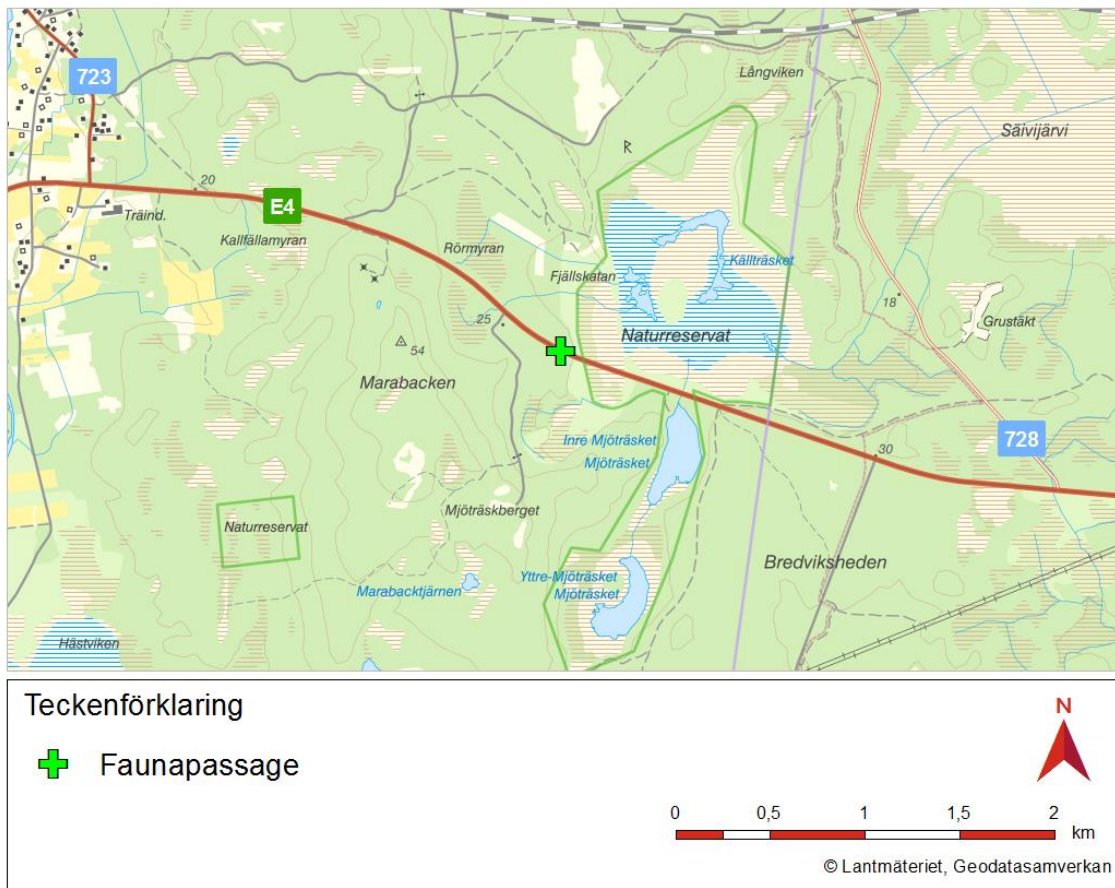 Långviken
723
Säivijärvi
R
20
E4
Träind.
Kallfällamyran
Rörmyran
Källträsket
Fjällskatan
18
Grustäkt
25
Naturreservat
54
Marabacken
728
Inre Mjöträsket
Mjöträsket
30
Mjöträskberget
Naturreservat
Bredviksheden
Yttre-Mjöträsket
Mjöträsket
Marabacktjärnen
Hästviken
Teckenförklaring
Faunapassage
N
0 0,5 1 1,5 2
km
© Lantmäteriet, Geodatasamverkan